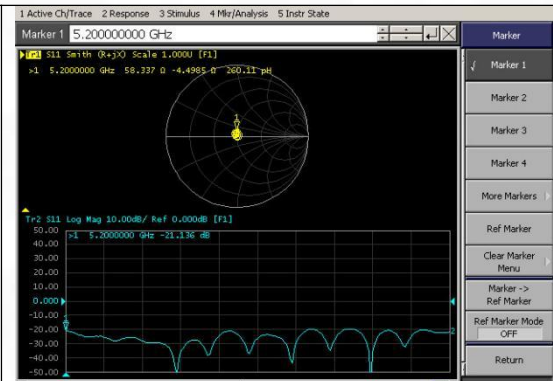 1 Active Ch/Trace 2 Response 3 Stimulus 4 Mkr/Analysis 5 Instr State
Marker 1 5.200000000 GHz
Marker
Tr1 S11 Smith (R+jX) Scale 1.000U [F1]
>1 5.2000000 GHz 58.337 Ω -4.4985 Ω 260.11 pH
1
Tr2 S11 Log Mag 10.00dB/ Ref 0.000dB [F1]
50.00
>1 5.2000000 GHz -21.136 dB
40.00
30.00
20.00
10.00
0.000
-10.00
-20.00
-30.00
-40.00
-50.00
1
2
√ Marker 1
Marker 2
Marker 3
Marker 4
More Markers
Ref Marker
Clear Marker
Menu
Marker ->
Ref Marker
Ref Marker Mode
OFF
Return